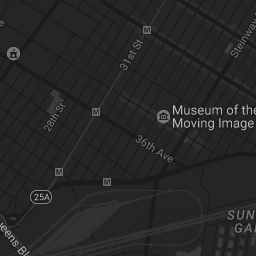 31st St
Steinway
Museum of the
Moving Image
28th St
36th Ave
25A
SUN
GA
eens Bl